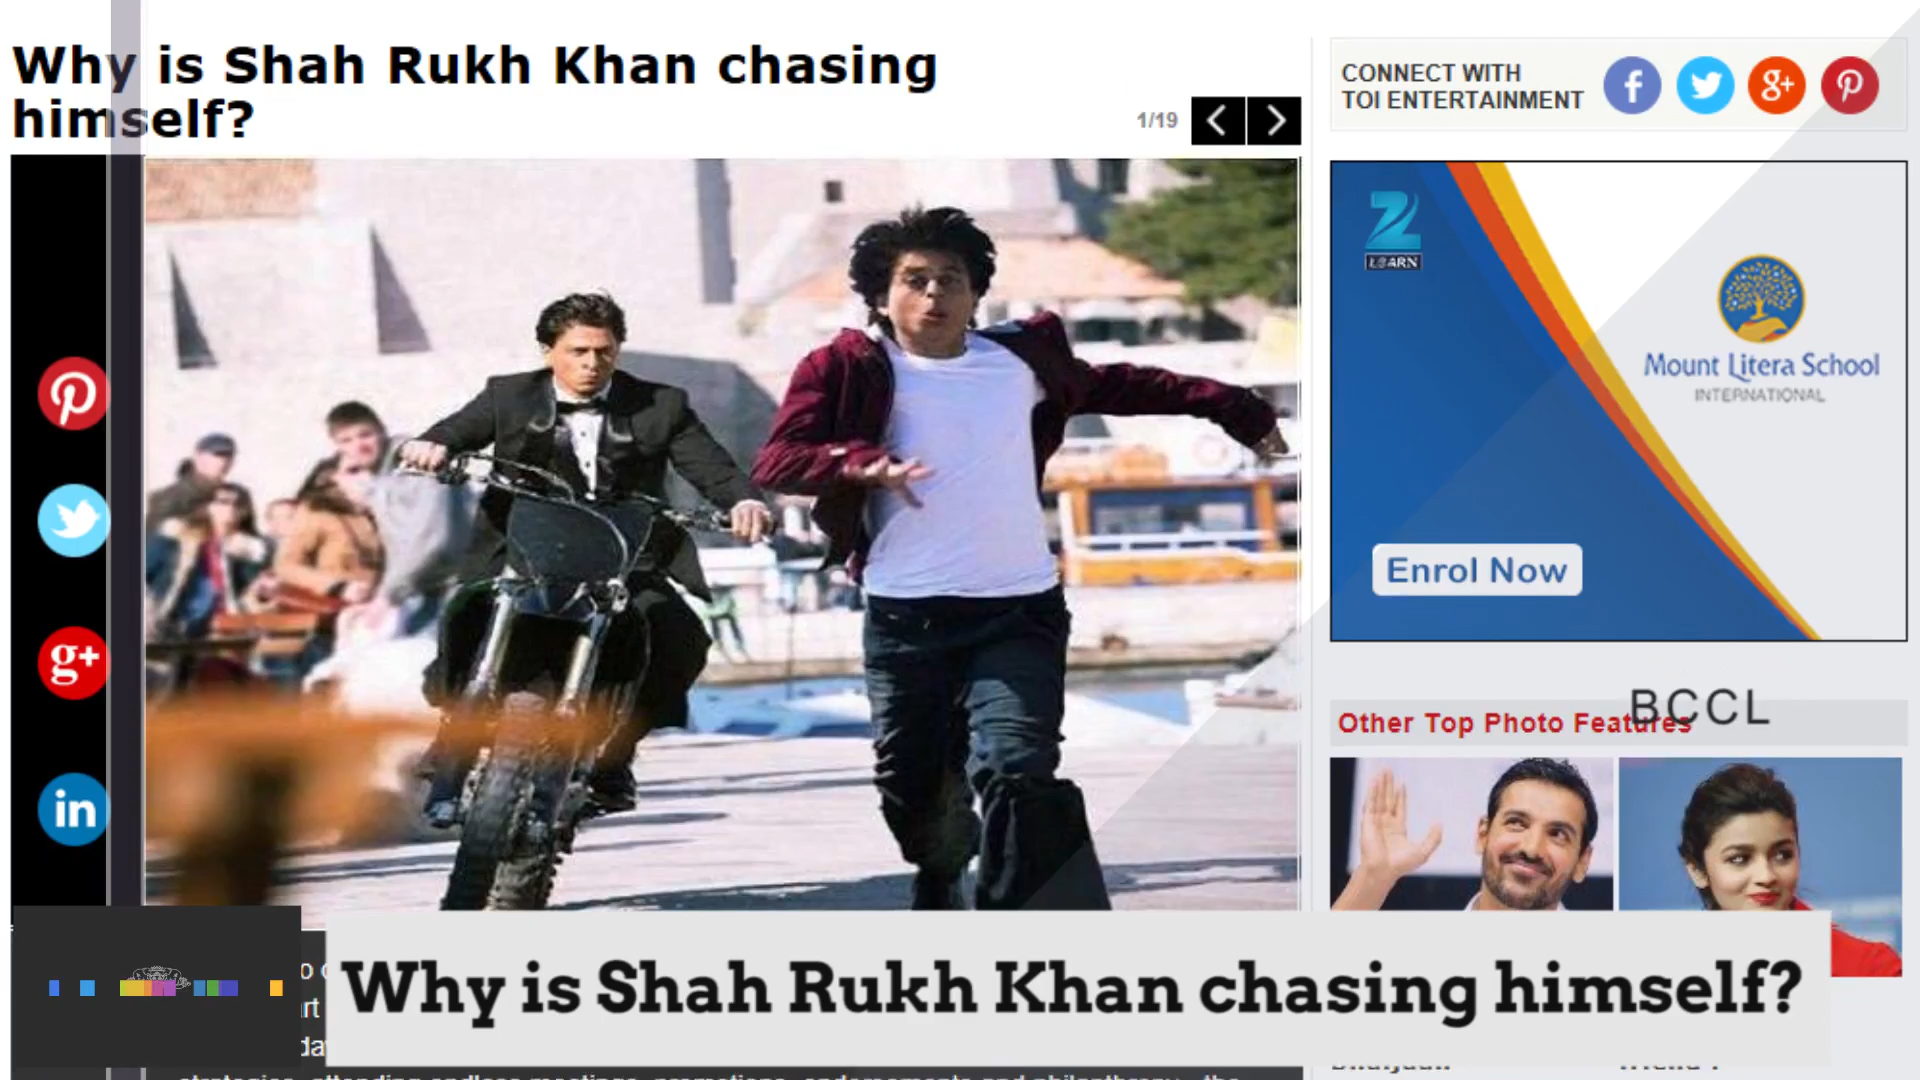 Why is Shah Rukh Khan chasing
himself?
1/19
CONNECT WITH
TOI ENTERTAINMENT
f
g+
LEARN
Mount Litera School
INTERNATIONAL
Enrol Now
g+
in
BCCL
Other Top Photo Features
Why is Shah Rukh Khan chasing himself?